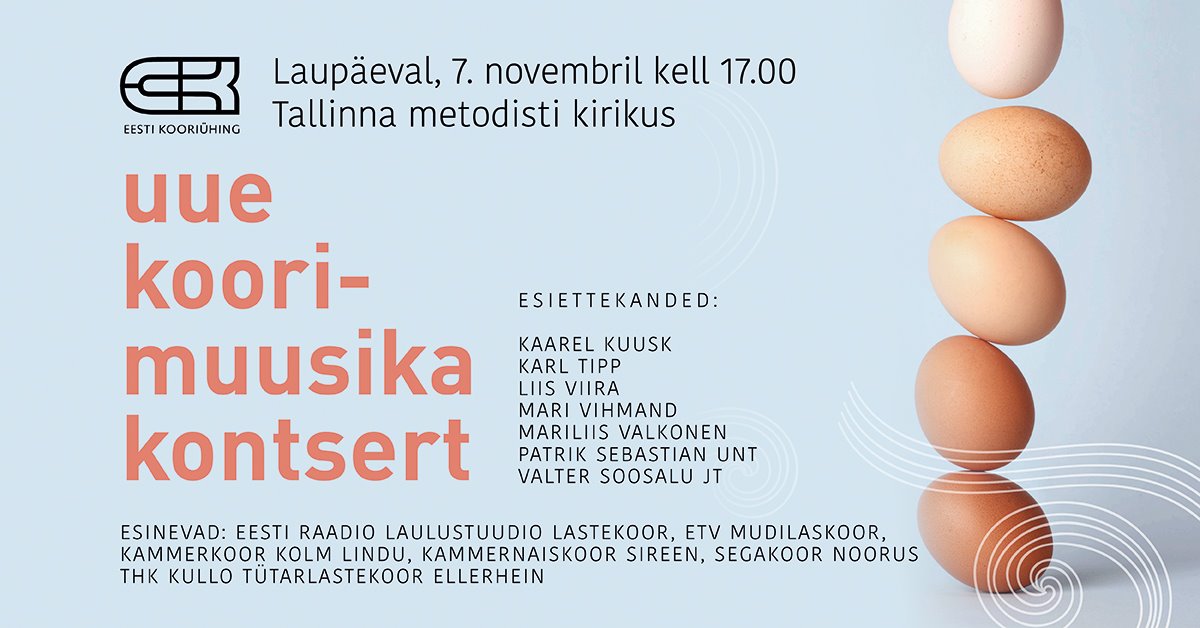 EESTI KOORIÜHING
Laupäeval, 7. novembril kell 17.00
Tallinna metodisti kirikus
uue
koori-
muusika
kontsert
ESIETTEKANDED:
KAAREL KUUSK
KARL TIPP
LIIS VIIRA
MARI VIHMAND
MARILIIS VALKONEN
PATRIK SEBASTIAN UNT
VALTER SOOSALU JT
ESINEVAD: EESTI RAADIO LAULUSTUUDIO LASTEKOOR, ETV MUDILASKOOR,
KAMMERKOOR KOLM LINDU, KAMMERNAISKOOR SIREEN, SEGAKOOR NOORUS
THK KULLO TÜTARLASTEKOOR ELLERHEIN